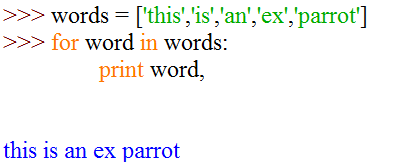 >>> words = ['this','is','an','ex','parrot']
>>> for word in words:
print word,
this is an ex parrot